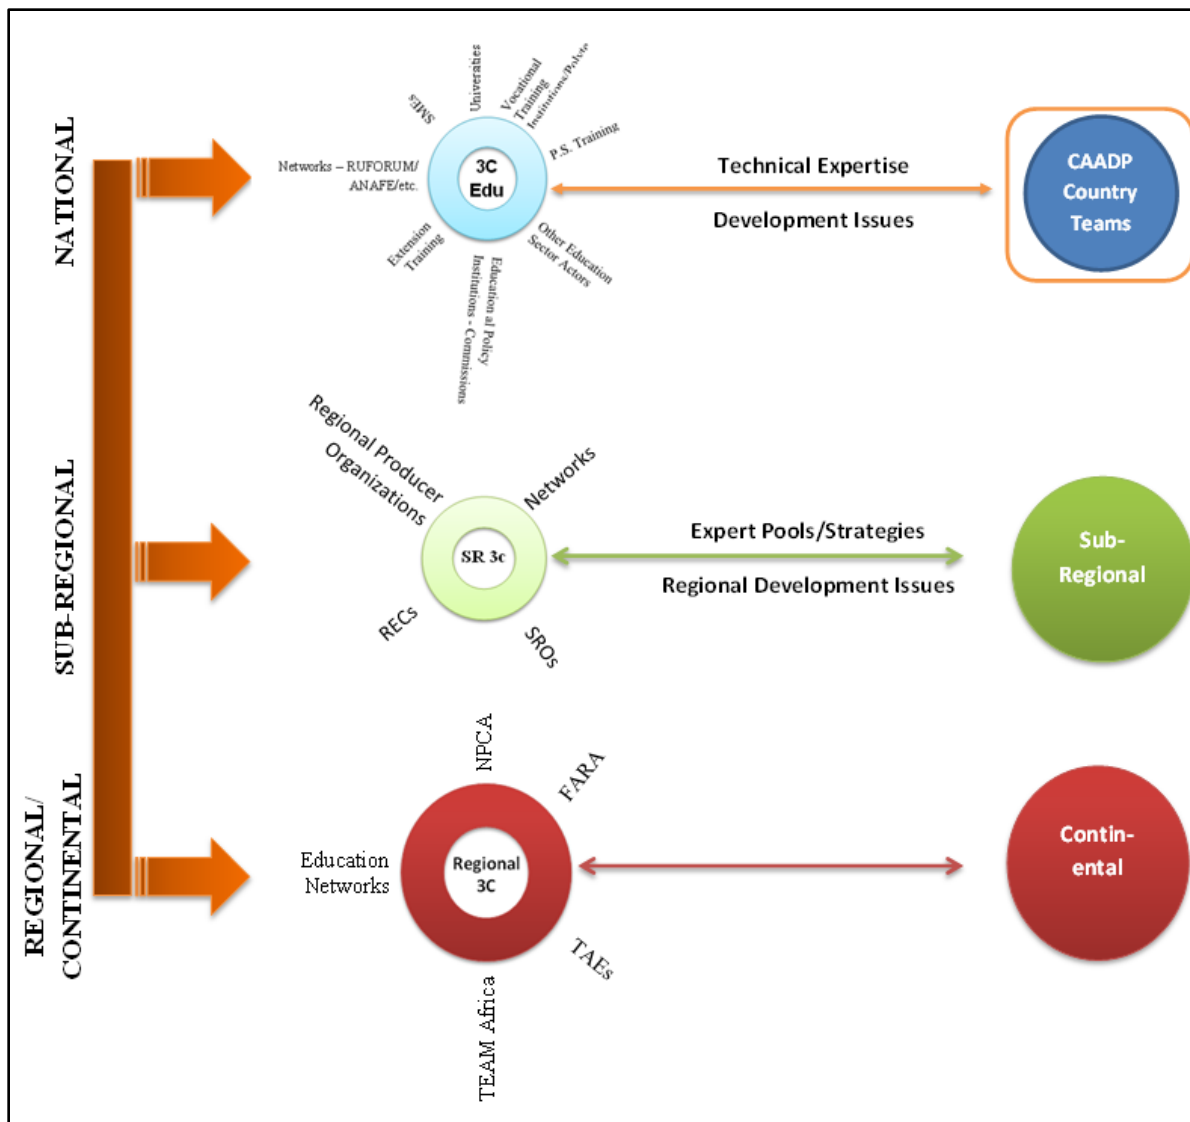 NATIONAL
SMEs
Universities
Vocational
Training
Institutions/Polyte
P.S. Training
Networks – RUFORUM/
ANAFE/etc.
3C
Edu
Extension
Training
Education al Policy
Institutions - Commissions
Other Education
Sector Actors
Technical Expertise
Development Issues
CAADP
Country
Teams
SUB-REGIONAL
Regional Producer
Organizations
Networks
SR 3c
RECs
SROs
Expert Pools/Strategies
Regional Development Issues
Sub-
Regional
REGIONAL/
CONTINENTAL
NPCA
FARA
Education
Networks
Regional
3C
TAEs
TEAM Africa
Contin-
ental